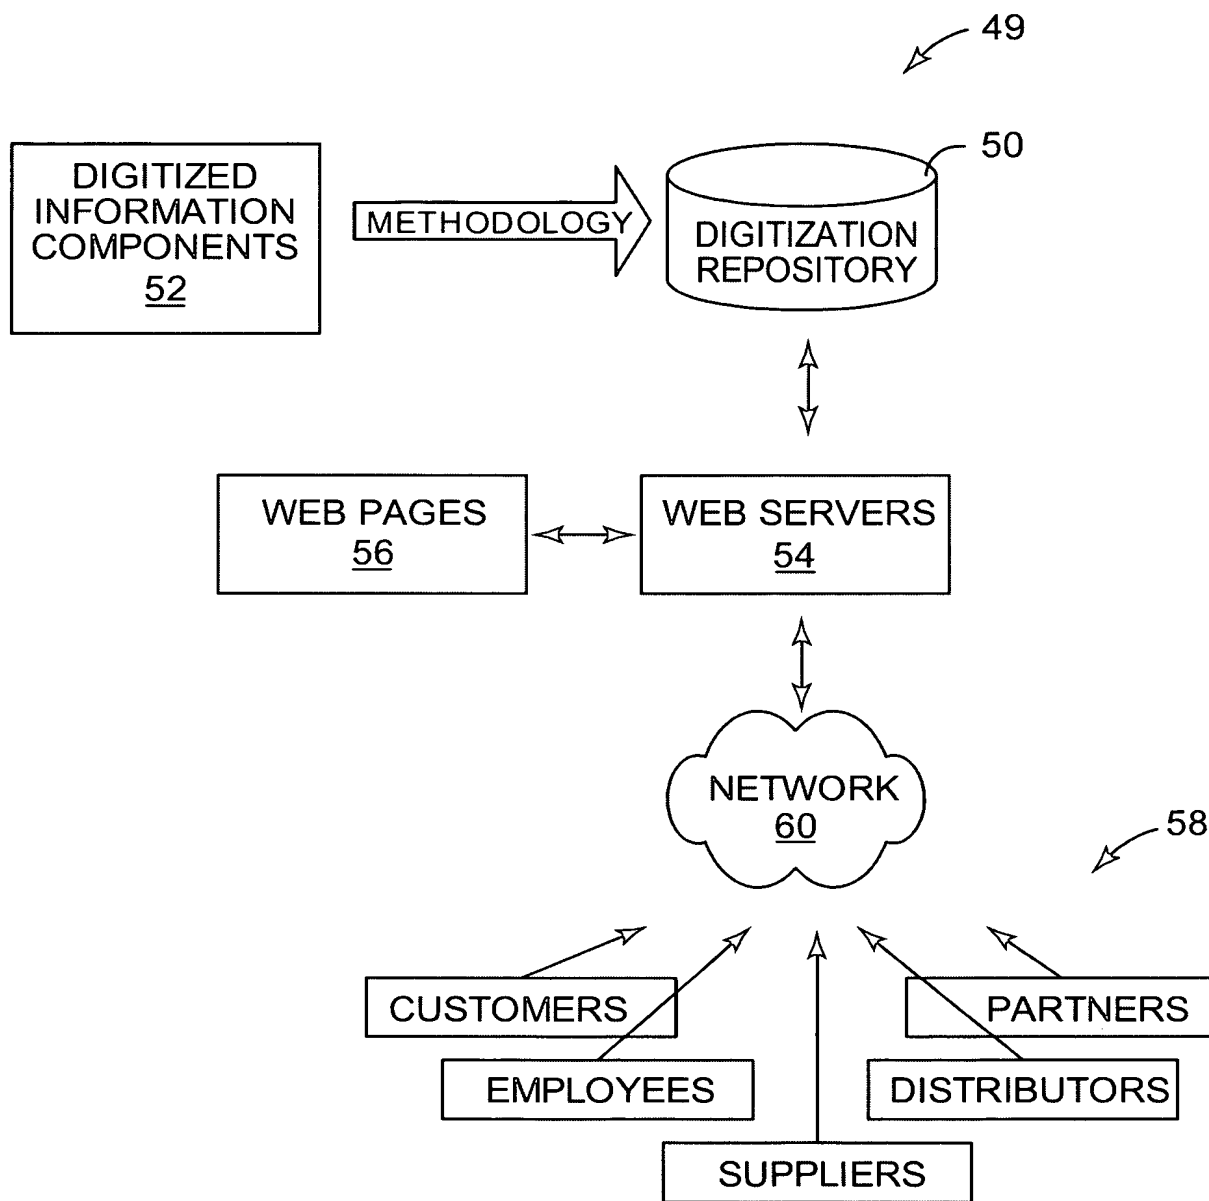 49
50
DIGITIZED
INFORMATION
COMPONENTS
52
METHODOLOGY
DIGITIZATION
REPOSITORY
WEB PAGES
56
WEB SERVERS
54
NETWORK
60
58
CUSTOMERS
PARTNERS
EMPLOYEES
DISTRIBUTORS
SUPPLIERS